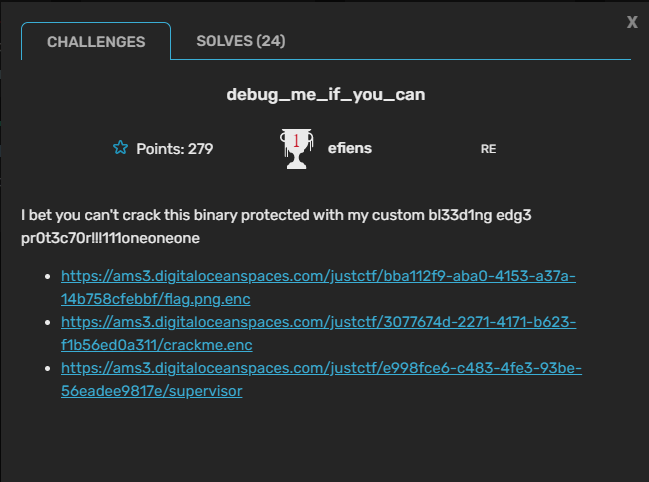 X
CHALLENGES
SOLVES (24)
debug_me_if_you_can
Points: 279
1
efiens
RE
I bet you can't crack this binary protected with my custom bl33d1ng edg3
pr0t3c70r!!!111oneoneone
https://ams3.digitaloceanspaces.com/justctf/bba112f9-aba0-4153-a37a-
14b758cfebbf/flag.png.enc
https://ams3.digitaloceanspaces.com/justctf/3077674d-2271-4171-b623-
f1b56ed0a311/crackme.enc
https://ams3.digitaloceanspaces.com/justctf/e998fce6-c483-4fe3-93be-
56eadee9817e/supervisor